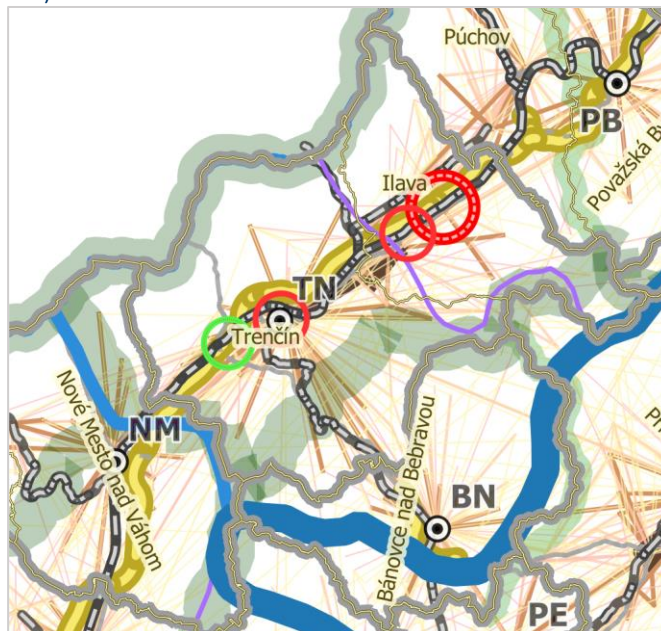 Púchov
PB
Považská B
Ilava
TN
Trenčín
NM
Nové Mesto nad Váhom
BN
Bánovce nad Bebravou
PE